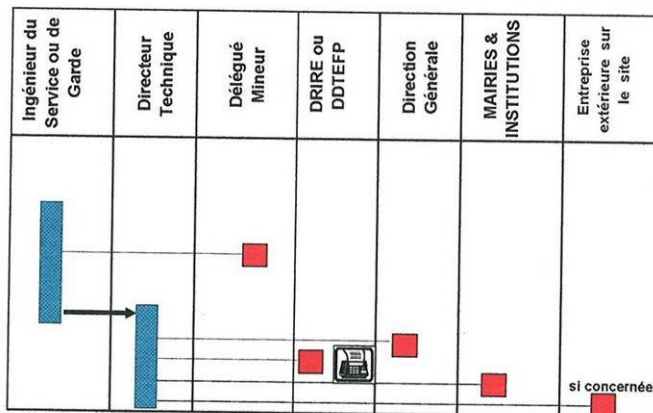 Ingénieur du
Service ou de
Garde
Directeur
Technique
Délégué
Mineur
DRIRE ou
DDTEFP
Direction
Générale
MAIRIES &
INSTITUTIONS
Entreprise
extérieure sur
le site
si concernée